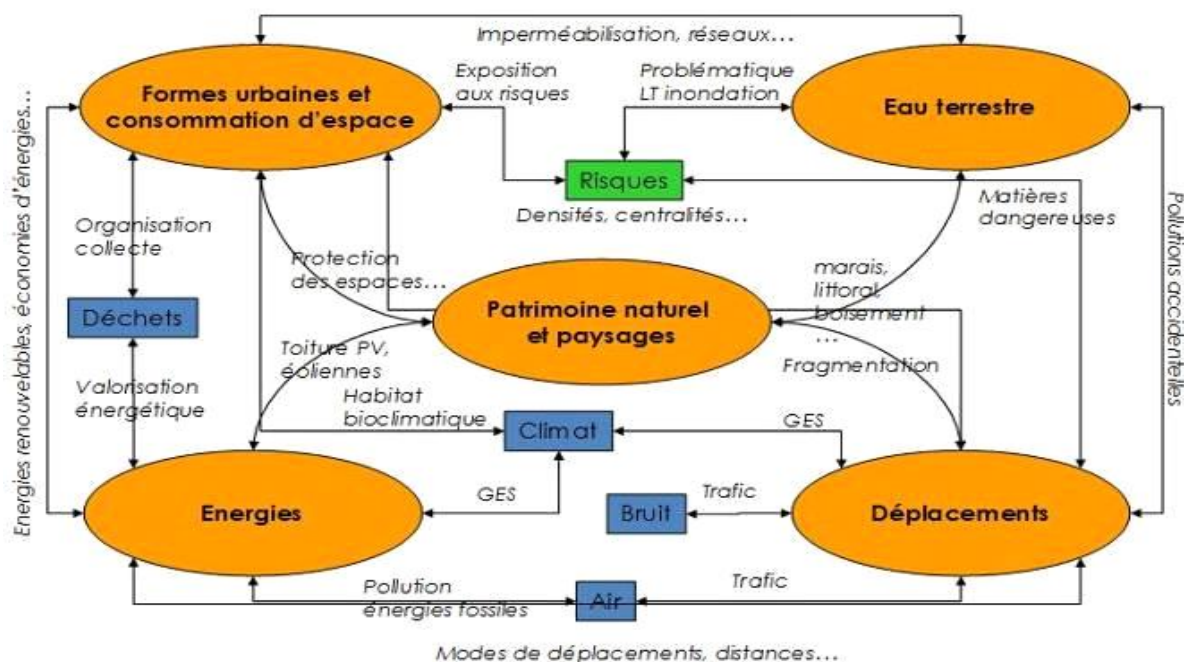 Imperméabilisation, réseaux...
Formes urbaines et
consommation d'espace
Exposition
aux risques
Problématique
LT inondation
Eau terrestre
Risques
Densités, centralités...
Matières
dangereuses
Energies renouvelables, économies d'énergies...
Pollutions accidentelles
Organisation
collecte
Protection
des espaces...
marais,
littoral,
boisement
...
Déchets
Patrimoine naturel
et paysages
Toiture PV,
éoliennes
Fragmentation
Valorisation
énergétique
Habitat
bioclimatique
Climat
GES
Energies
GES
Bruit
Trafic
Déplacements
Pollution
énergies fossiles
Air
Trafic
Modes de déplacements, distances...